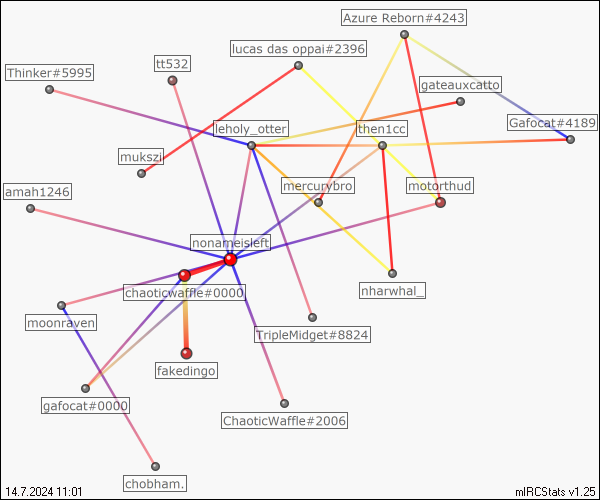 Azure Reborn#4243
lucas das oppai#2396
tt532
Thinker#5995
gateauxcatto
Gafocat#4189
leholy_otter
then1cc
mukszi
mercurybro
motorthud
amah1246
nonameisleft
chaoticwaffle#0000
nharwhal_
moonraven
TripleMidget#8824
fakedingo
gafocat#0000
ChaoticWaffle#2006
chobham.
14.7.2024 11:01
mIRCStats v1.25